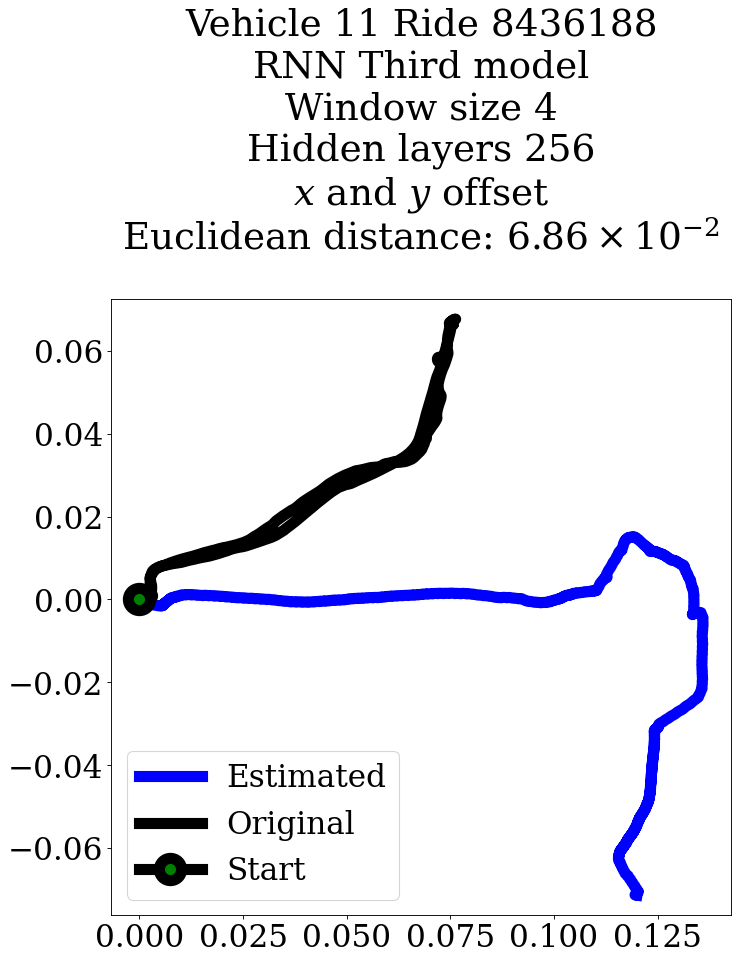 Vehicle 11 Ride 8436188
RNN Third model
Window size 4
Hidden layers 256
x and y offset
Euclidean distance: 6.86 × 10⁻²
0.06
0.04
0.02
0.00
−0.02
−0.04
−0.06
Estimated
Original
Start
0.000 0.025 0.050 0.075 0.100 0.125